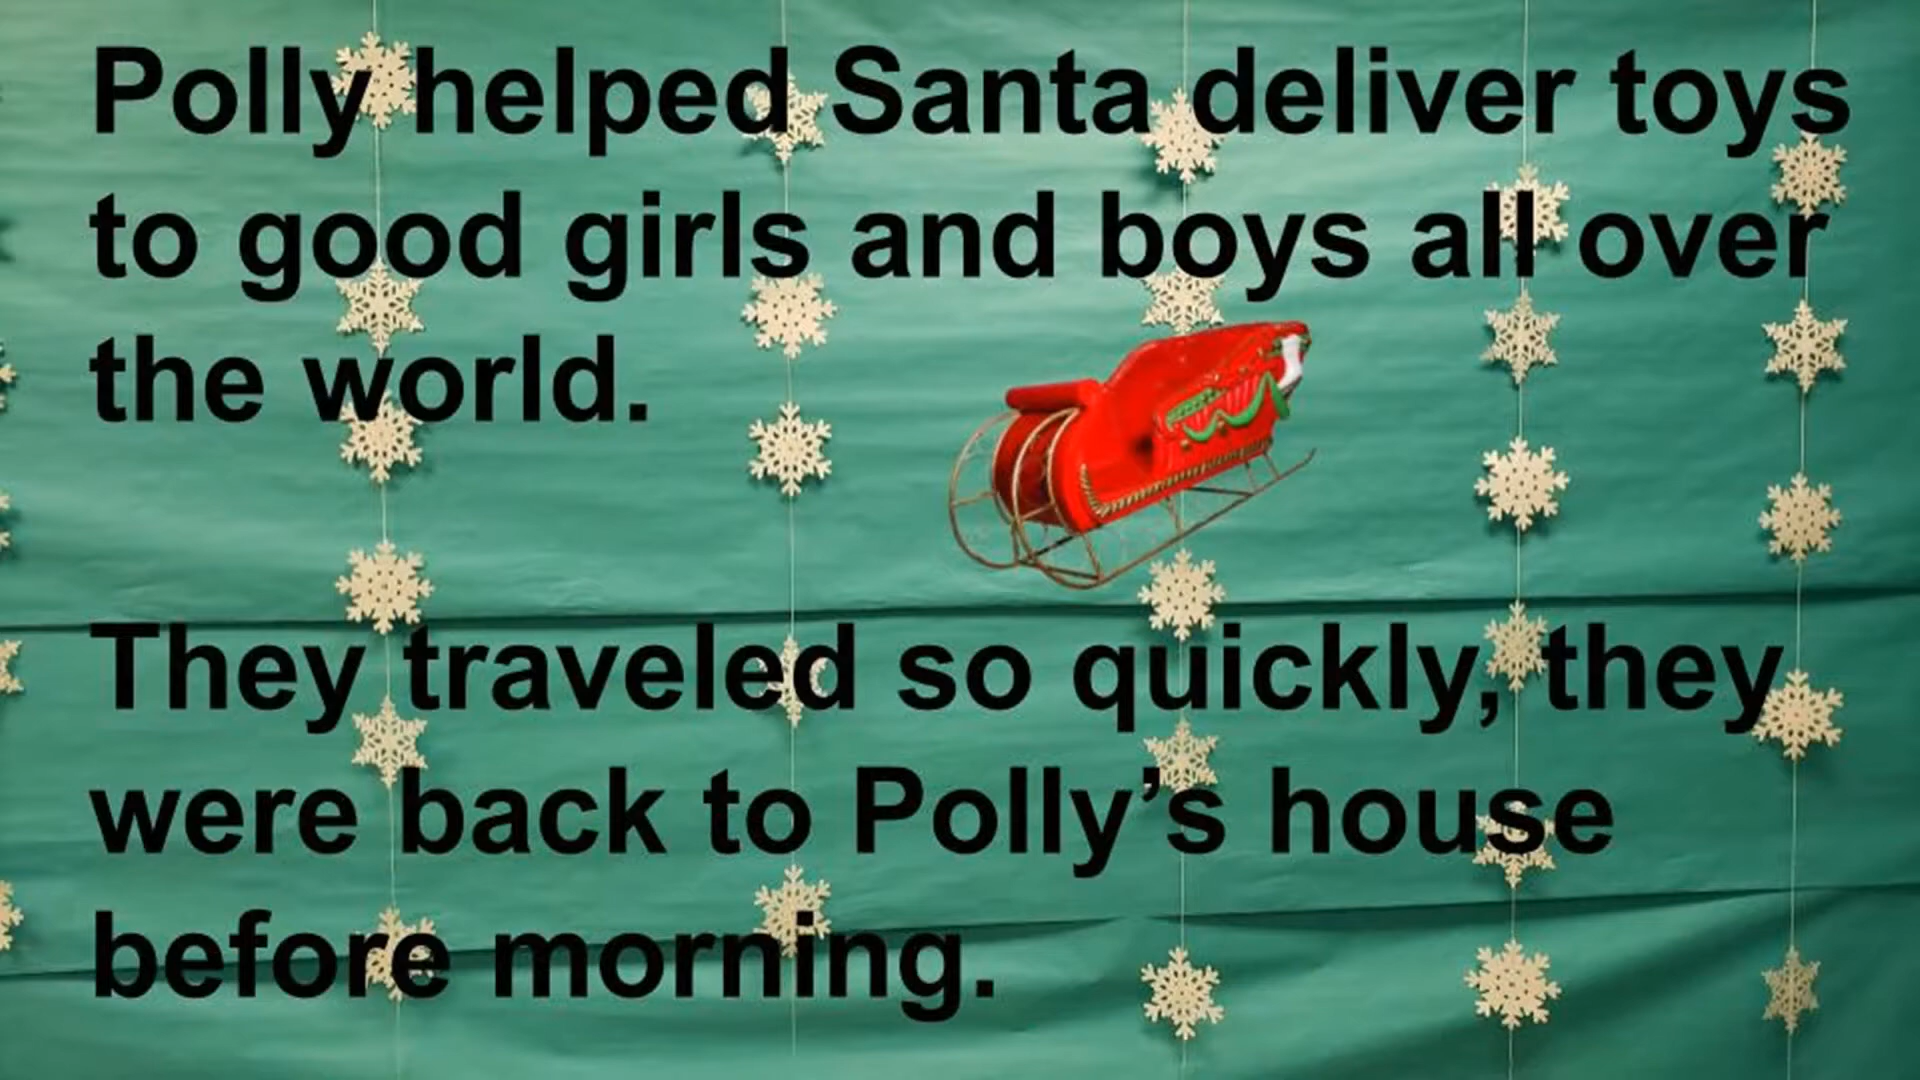 Polly helped Santa deliver toys
to good girls and boys all over
the world.
They traveled so quickly, they
were back to Polly’s house
before morning.